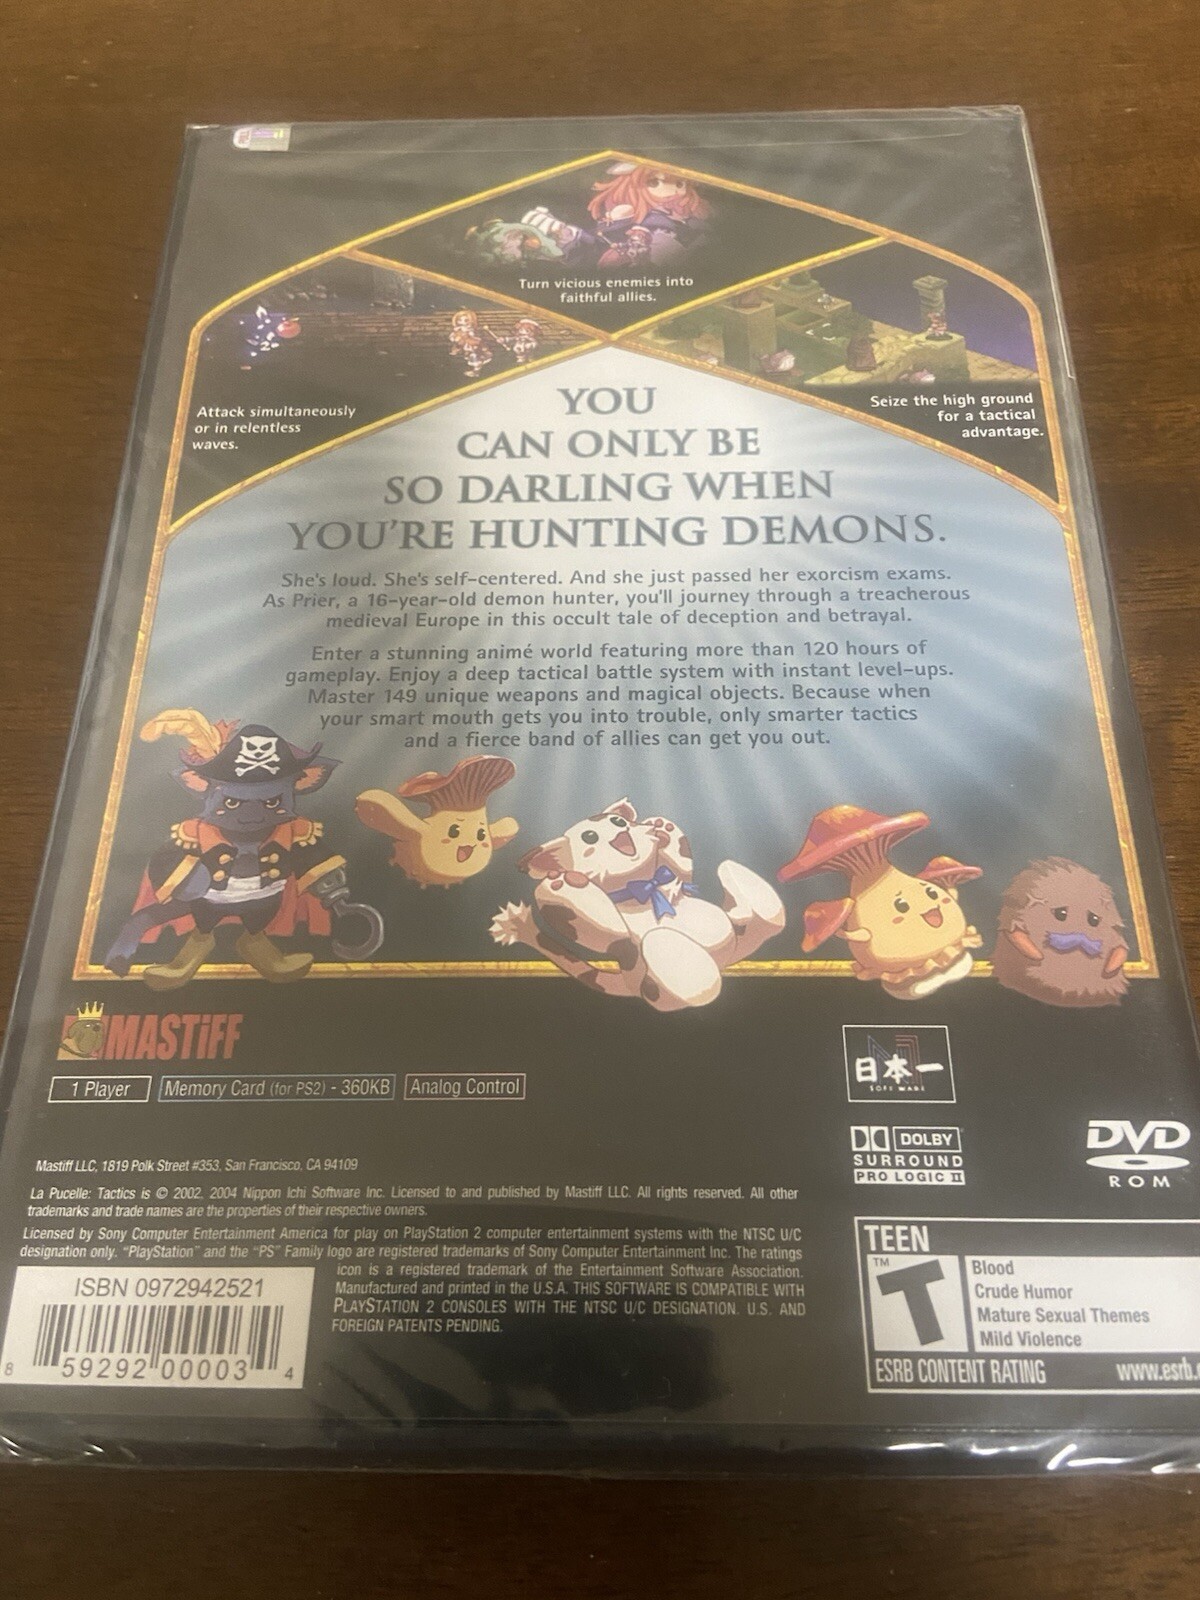 Turn vicious enemies into
faithful allies.
Attack simultaneously
or in relentless
waves.
Seize the high ground
for a tactical
advantage.
YOU
CAN ONLY BE
SO DARLING WHEN
YOU'RE HUNTING DEMONS.
She's loud. She's self-centered. And she just passed her exorcism exams.
As Prier, a 16-year-old demon hunter, you'll journey through a treacherous
medieval Europe in this occult tale of deception and betrayal.
Enter a stunning animé world featuring more than 120 hours of
gameplay. Enjoy a deep tactical battle system with instant level-ups.
Master 149 unique weapons and magical objects. Because when
your smart mouth gets you into trouble, only smarter tactics
and a fierce band of allies can get you out.
MASTiFF
1 Player
Memory Card (for PS2) - 360KB
Analog Control
日本一
SOFTWARE
DOLBY
SURROUND
PRO LOGIC II
DVD
ROM
Mastiff LLC, 1819 Polk Street #353, San Francisco, CA 94109
La Pucelle: Tactics is © 2002, 2004 Nippon Ichi Software Inc. Licensed to and published by Mastiff LLC. All rights reserved. All other
trademarks and trade names are the properties of their respective owners.
Licensed by Sony Computer Entertainment America for play on PlayStation 2 computer entertainment systems with the NTSC U/C
designation only. "PlayStation" and the "PS" Family logo are registered trademarks of Sony Computer Entertainment Inc. The ratings
icon is a registered trademark of the Entertainment Software Association.
Manufactured and printed in the U.S.A. THIS SOFTWARE IS COMPATIBLE WITH
PLAYSTATION 2 CONSOLES WITH THE NTSC U/C DESIGNATION. U.S. AND
FOREIGN PATENTS PENDING.
ISBN 0972942521
8 59292 00003 4
TEEN
T
TM
Blood
Crude Humor
Mature Sexual Themes
Mild Violence
ESRB CONTENT RATING
www.esrb.